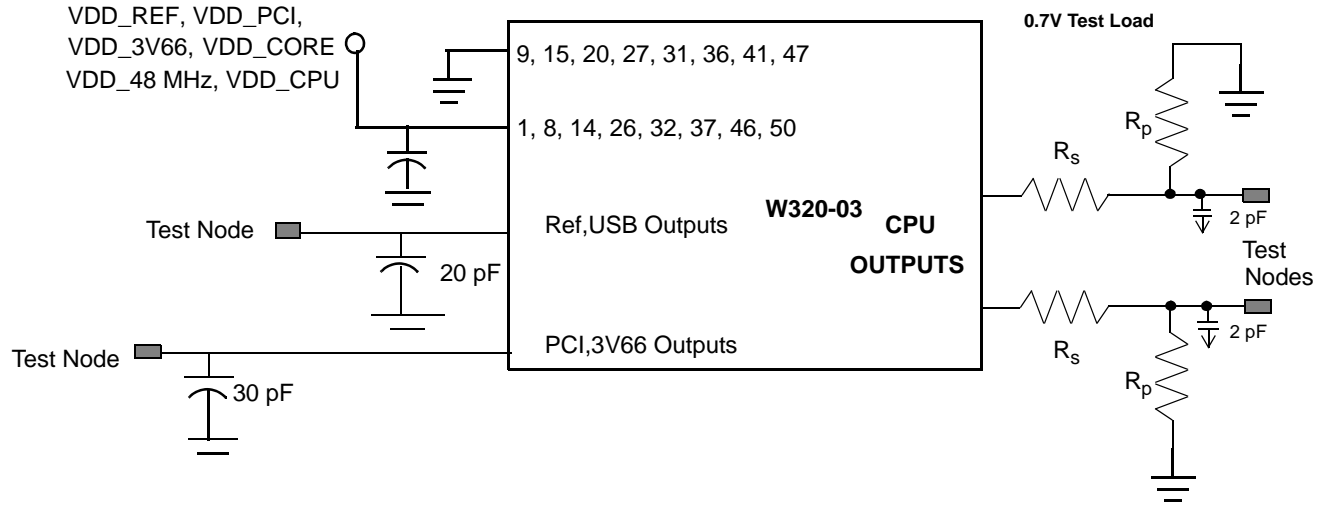 VDD_REF, VDD_PCI,
VDD_3V66, VDD_CORE
VDD_48 MHz, VDD_CPU
9, 15, 20, 27, 31, 36, 41, 47
1, 8, 14, 26, 32, 37, 46, 50
Test Node
Ref,USB Outputs
20 pF
W320-03
CPU
OUTPUTS
Test Node
PCI,3V66 Outputs
30 pF
0.7V Test Load
Rp
Rs
2 pF
Test
Nodes
2 pF
Rs
Rp